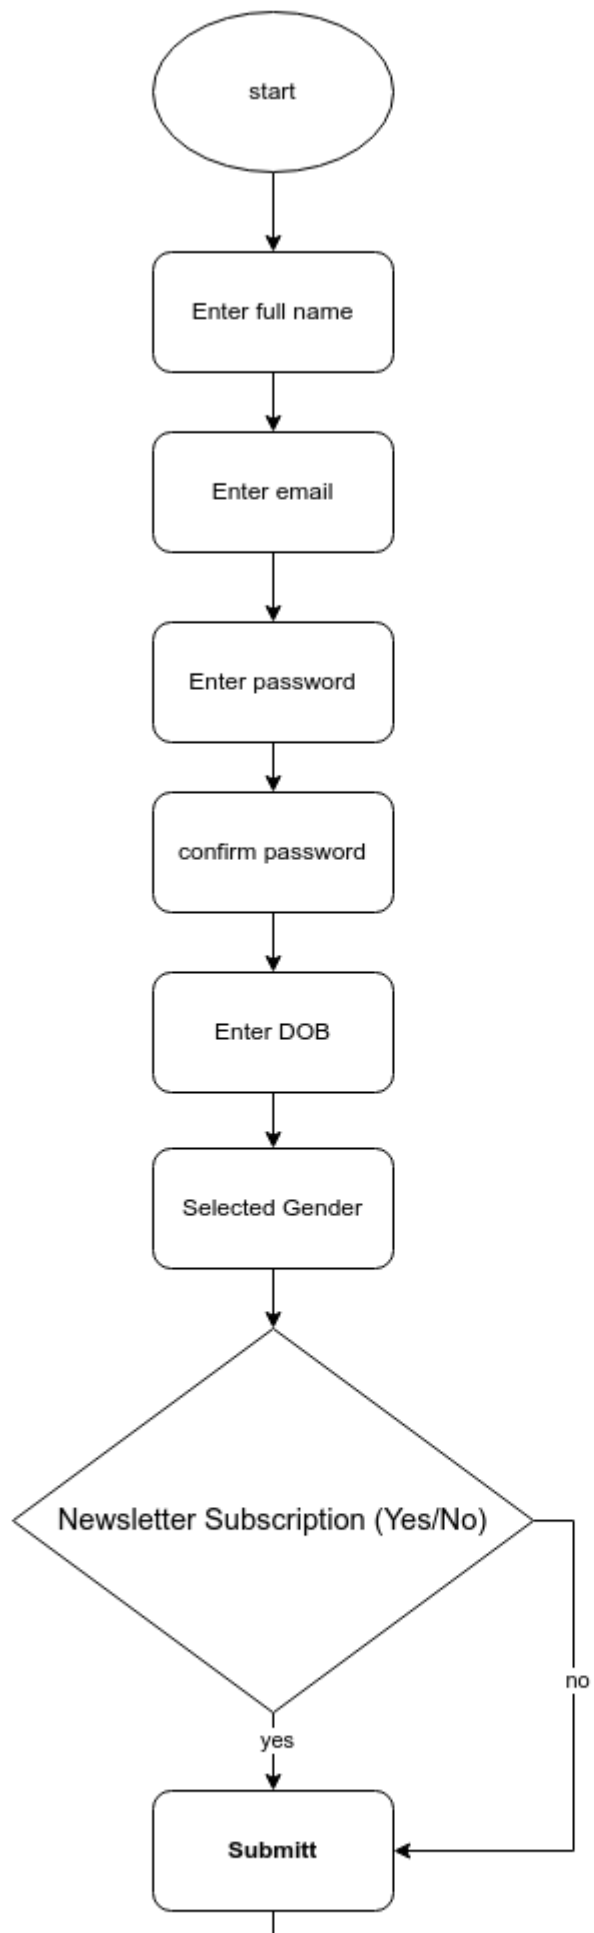 start
Enter full name
Enter email
Enter password
confirm password
Enter DOB
Selected Gender
Newsletter Subscription (Yes/No)
no
yes
Submitt